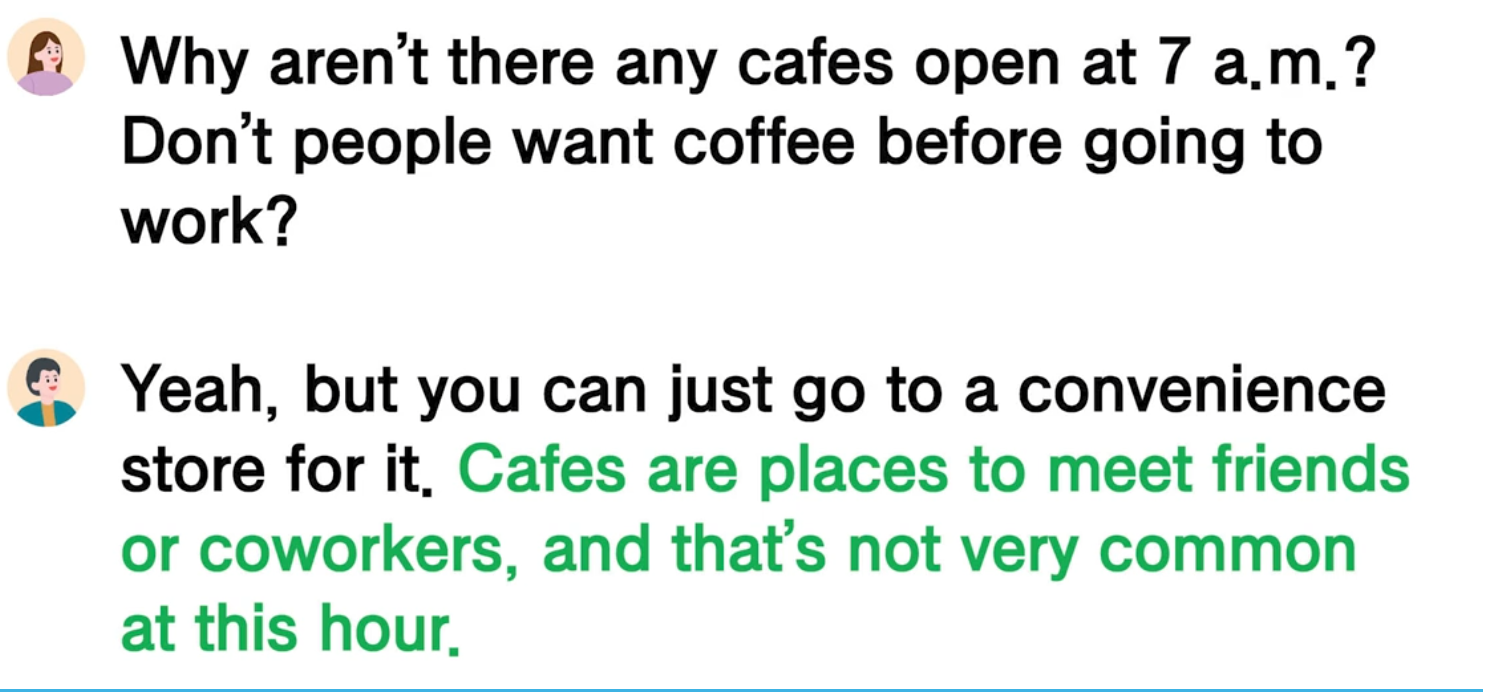 Why aren't there any cafes open at 7 a.m.?
Don't people want coffee before going to
work?
Yeah, but you can just go to a convenience
store for it. Cafes are places to meet friends
or coworkers, and that's not very common
at this hour.